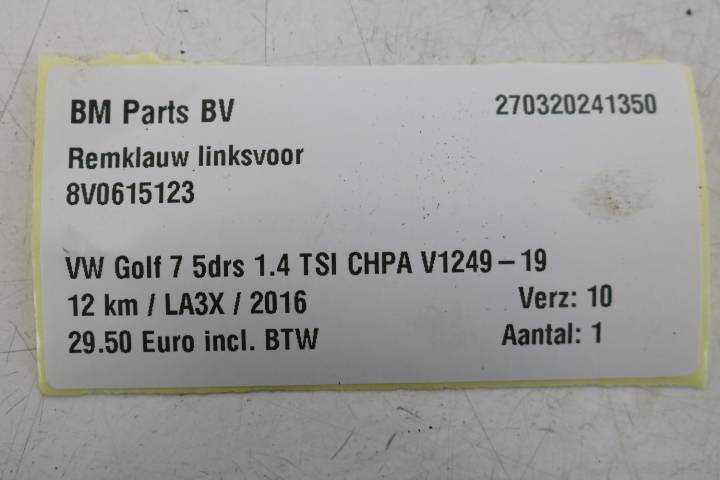 BM Parts BV 270320241350
Remklauw linksvoor
8V0615123
VW Golf 7 5drs 1.4 TSI CHPA V1249 – 19
12 km / LA3X / 2016 Verz: 10
29.50 Euro incl. BTW Aantal: 1